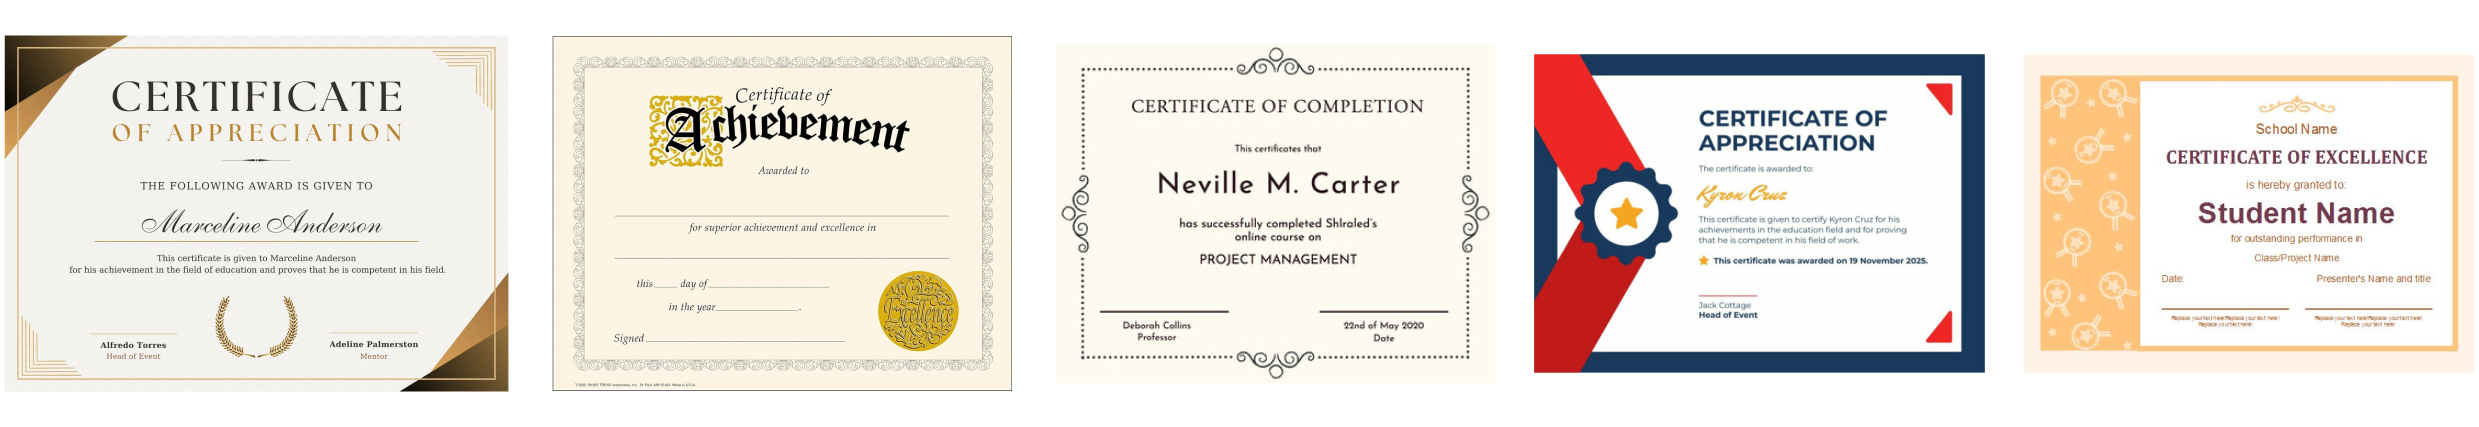 CERTIFICATE
OF APPRECIATION
THE FOLLOWING AWARD IS GIVEN TO
Marceline Anderson
This certificate is given to Marceline Anderson
for his achievement in the field of education and proves that he is competent in his field.
Alfredo Torres
Head of Event
Adeline Palmerston
Mentor
Certificate of
Achievement
Awarded to
for superior achievement and excellence in
this____ day of
in the year.
Excellence
Signed
CERTIFICATE OF COMPLETION
This certificates that
Neville M. Carter
has successfully completed Shlraled's
online course on
PROJECT MANAGEMENT
Deborah Collins
Professor
22nd of May 2020
Date
CERTIFICATE OF
APPRECIATION
The certificate is awarded to:
Kyron Cruz
This certificate is given to certify Kyron Cruz for his
achievements in the education field and for proving
that he is competent in his field of work.
This certificate was awarded on 19 November 2025.
Jack Cottage
Head of Event
School Name
CERTIFICATE OF EXCELLENCE
is hereby granted to:
Student Name
for outstanding performance in
Class/Project Name
Date:
Presenter's Name and title
Replace your text here!Replace your text here!
Replace your text here!
Replace your text here!Replace your text here!
Replace your text here!